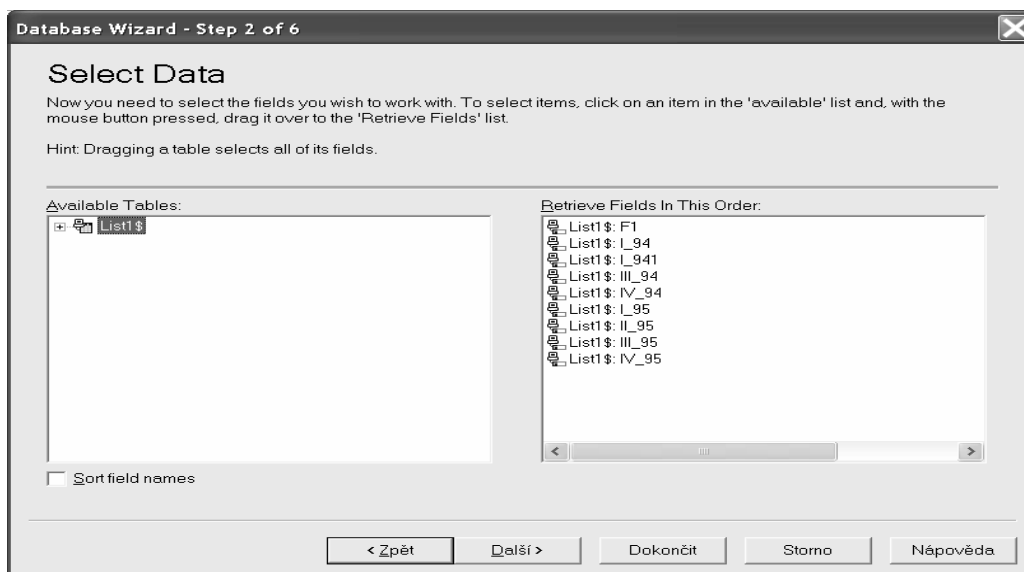 Database Wizard - Step 2 of 6
Select Data
Now you need to select the fields you wish to work with. To select items, click on an item in the 'available' list and, with the
mouse button pressed, drag it over to the 'Retrieve Fields' list.
Hint: Dragging a table selects all of its fields.
Available Tables:
List1$
Retrieve Fields In This Order:
List1$: F1
List1$: I_94
List1$: I_941
List1$: III_94
List1$: IV_94
List1$: I_95
List1$: II_95
List1$: III_95
List1$: IV_95
Sort field names
< Zpět
Další >
Dokončit
Storno
Nápověda